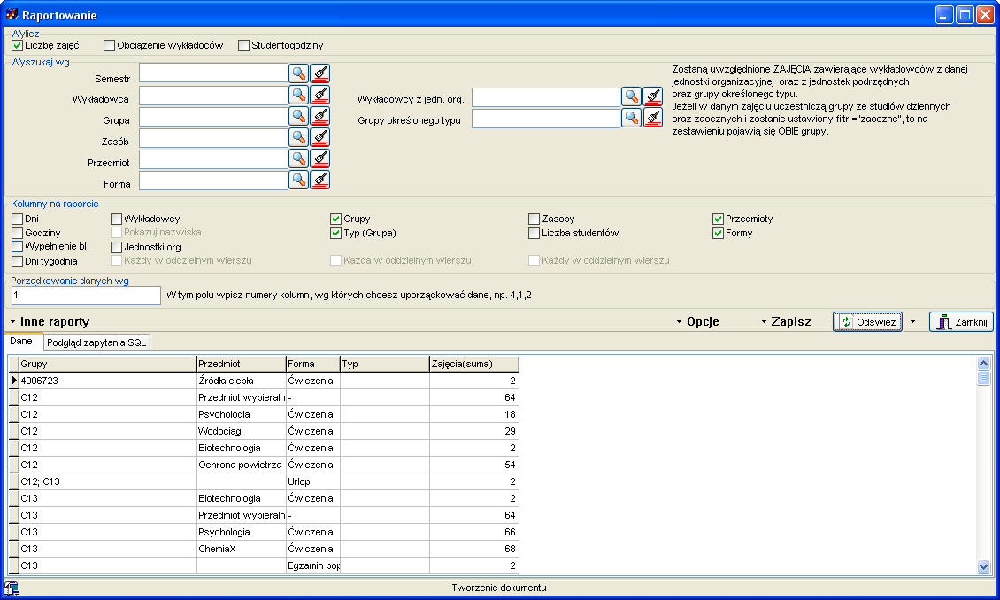 Raportowanie
Wylicz
Liczbę zajęć Obciążenie wykładoców Studentogodziny
Wyszukaj wg
Semestr
Wykładowca
Grupa
Zasób
Przedmiot
Forma
Wykładowcy z jedn. org.
Grupy określonego typu
Zostaną uwzględnione ZAJĘCIA zawierające wykładowców z danej
jednostki organizacyjnej oraz z jednostek podrzędnych
oraz grupy określonego typu.
Jeżeli w danym zajęciu uczestniczą grupy ze studiów dziennych
oraz zaocznych i zostanie ustawiony filtr ="zaoczne", to na
zestawieniu pojawią się OBIE grupy.
Kolumny na raporcie
Dni Wykładowcy Grupy Zasoby Przedmioty
Godziny Pokazuj nazwiska Typ (Grupa) Liczba studentów Formy
Wypełnienie bl. Jednostki org.
Dni tygodnia Każdy w oddzielnym wierszu Każda w oddzielnym wierszu Każdy w oddzielnym wierszu
Porządkowanie danych wg
1 W tym polu wpisz numery kolumn, wg których chcesz uporządkować dane, np. 4,1,2
Inne raporty Opcje Zapisz Odśwież Zamknij
Dane Podgląd zapytania SQL
Grupy Przedmiot Forma Typ Zajęcia(suma)
4006723 Źródła ciepła Ćwiczenia 2
C12 Przedmiot wybieraln - 64
C12 Psychologia Ćwiczenia 18
C12 Wodociągi Ćwiczenia 29
C12 Biotechnologia Ćwiczenia 2
C12 Ochrona powietrza Ćwiczenia 54
C12; C13 Urlop 2
C13 Biotechnologia Ćwiczenia 2
C13 Przedmiot wybieraln - 64
C13 Psychologia Ćwiczenia 66
C13 ChemiaX Ćwiczenia 68
C13 Egzamin pop 2
Tworzenie dokumentu